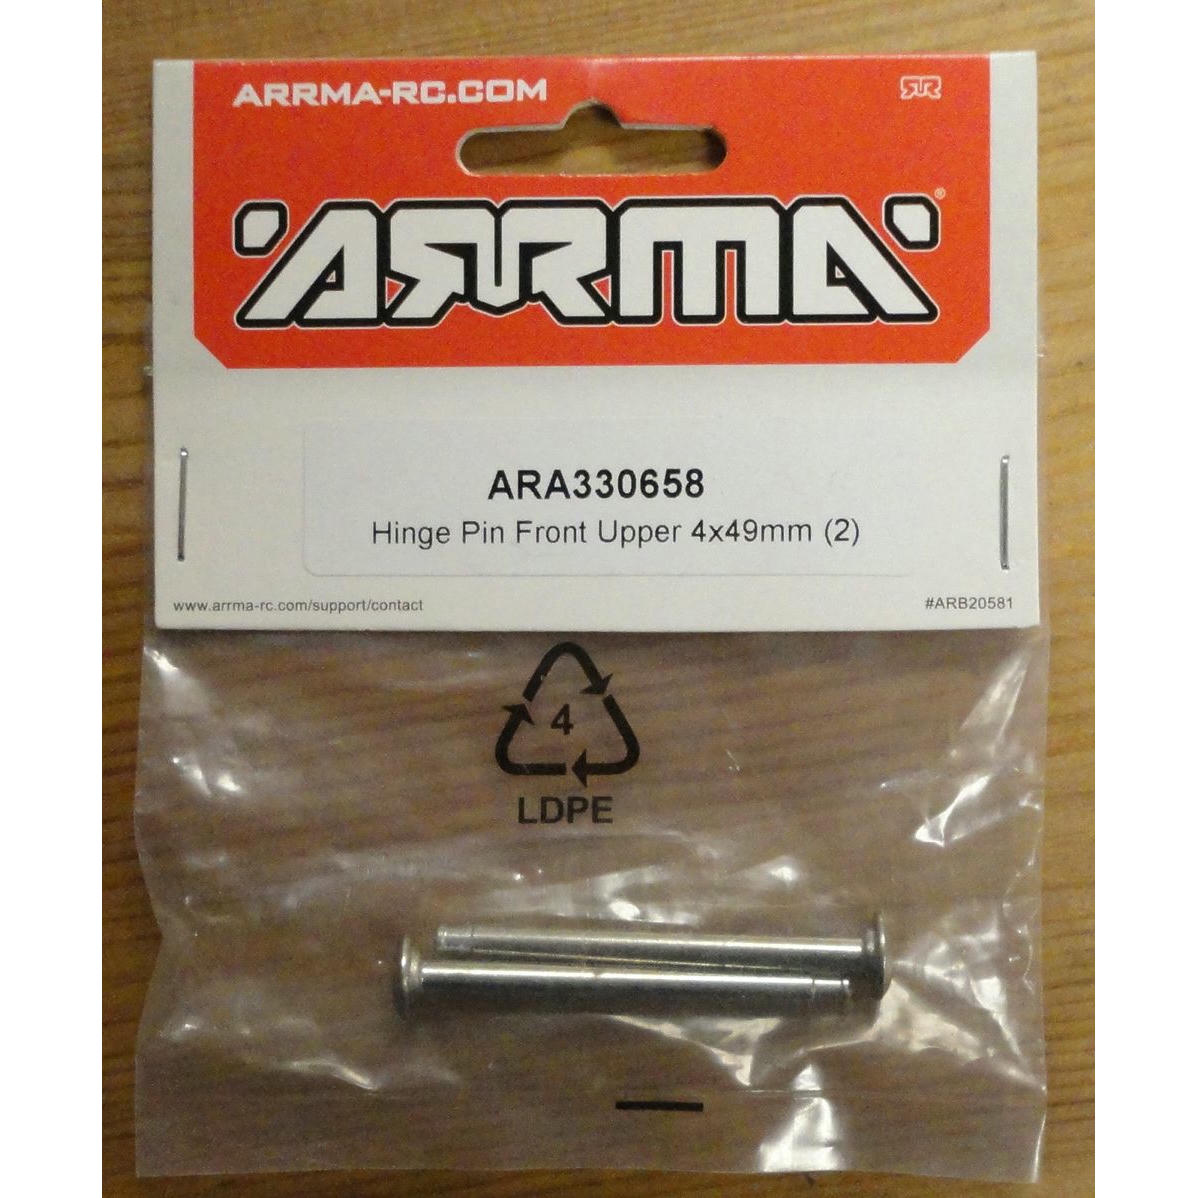 ARRMA-RC.COM
ARRMA®
ARA330658
Hinge Pin Front Upper 4x49mm (2)
www.arrma-rc.com/support/contact
#ARB20581
4
LDPE